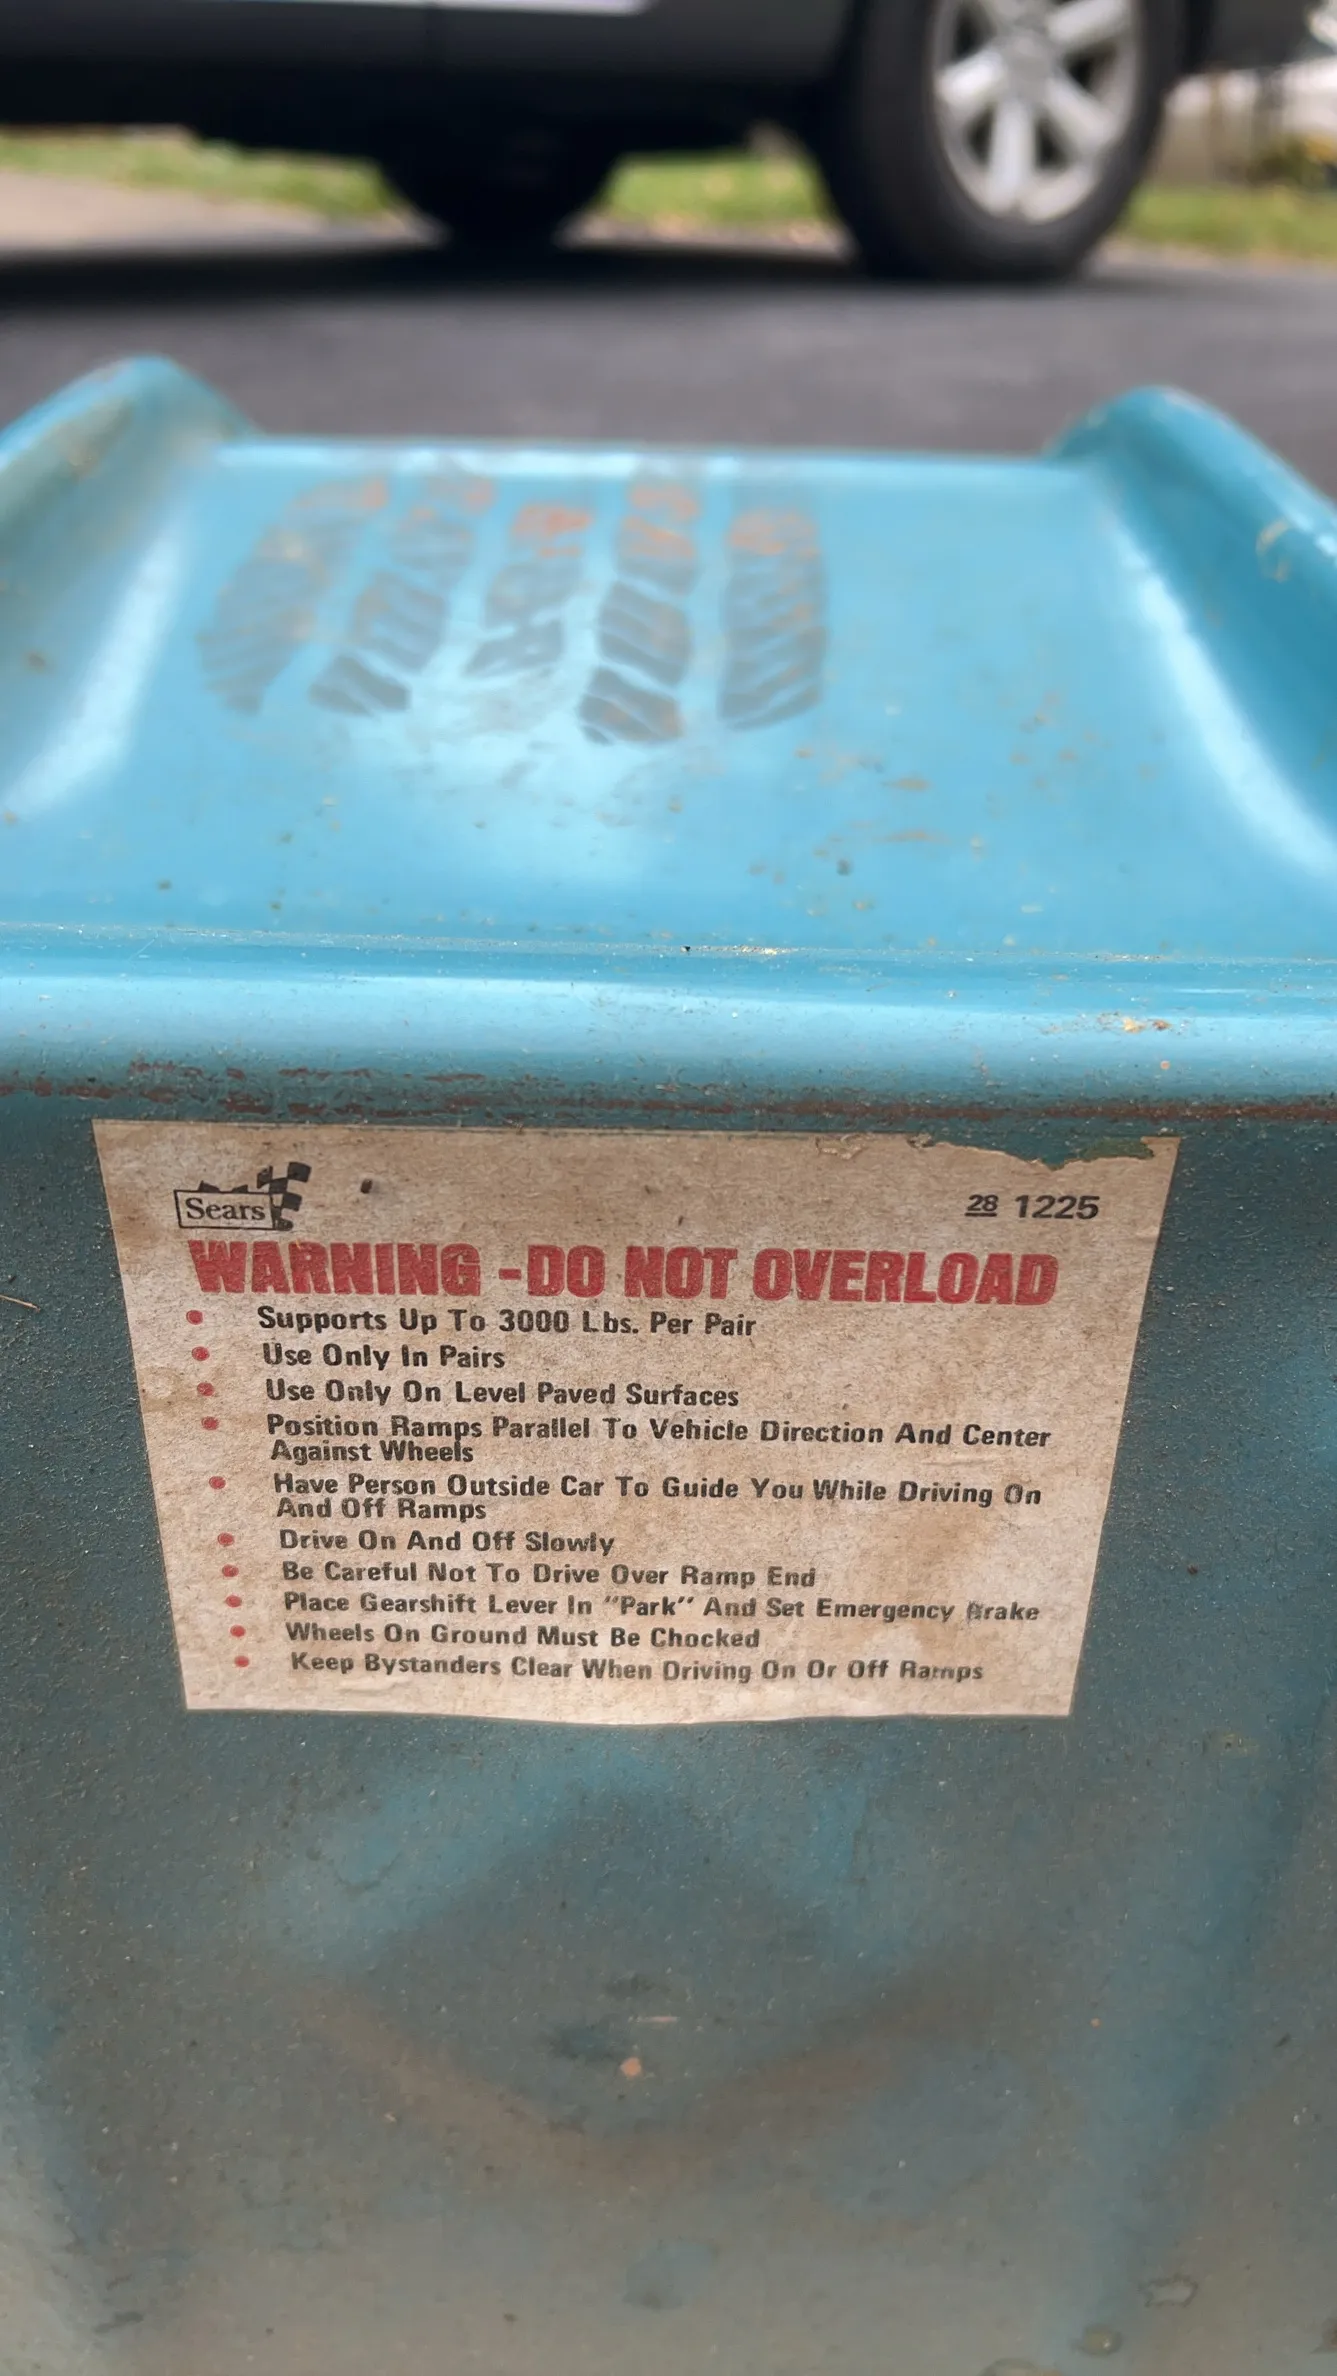 Sears
28 1225
WARNING -DO NOT OVERLOAD
• Supports Up To 3000 Lbs. Per Pair
• Use Only In Pairs
• Use Only On Level Paved Surfaces
• Position Ramps Parallel To Vehicle Direction And Center
Against Wheels
• Have Person Outside Car To Guide You While Driving On
And Off Ramps
• Drive On And Off Slowly
• Be Careful Not To Drive Over Ramp End
• Place Gearshift Lever In "Park" And Set Emergency Brake
• Wheels On Ground Must Be Chocked
• Keep Bystanders Clear When Driving On Or Off Ramps